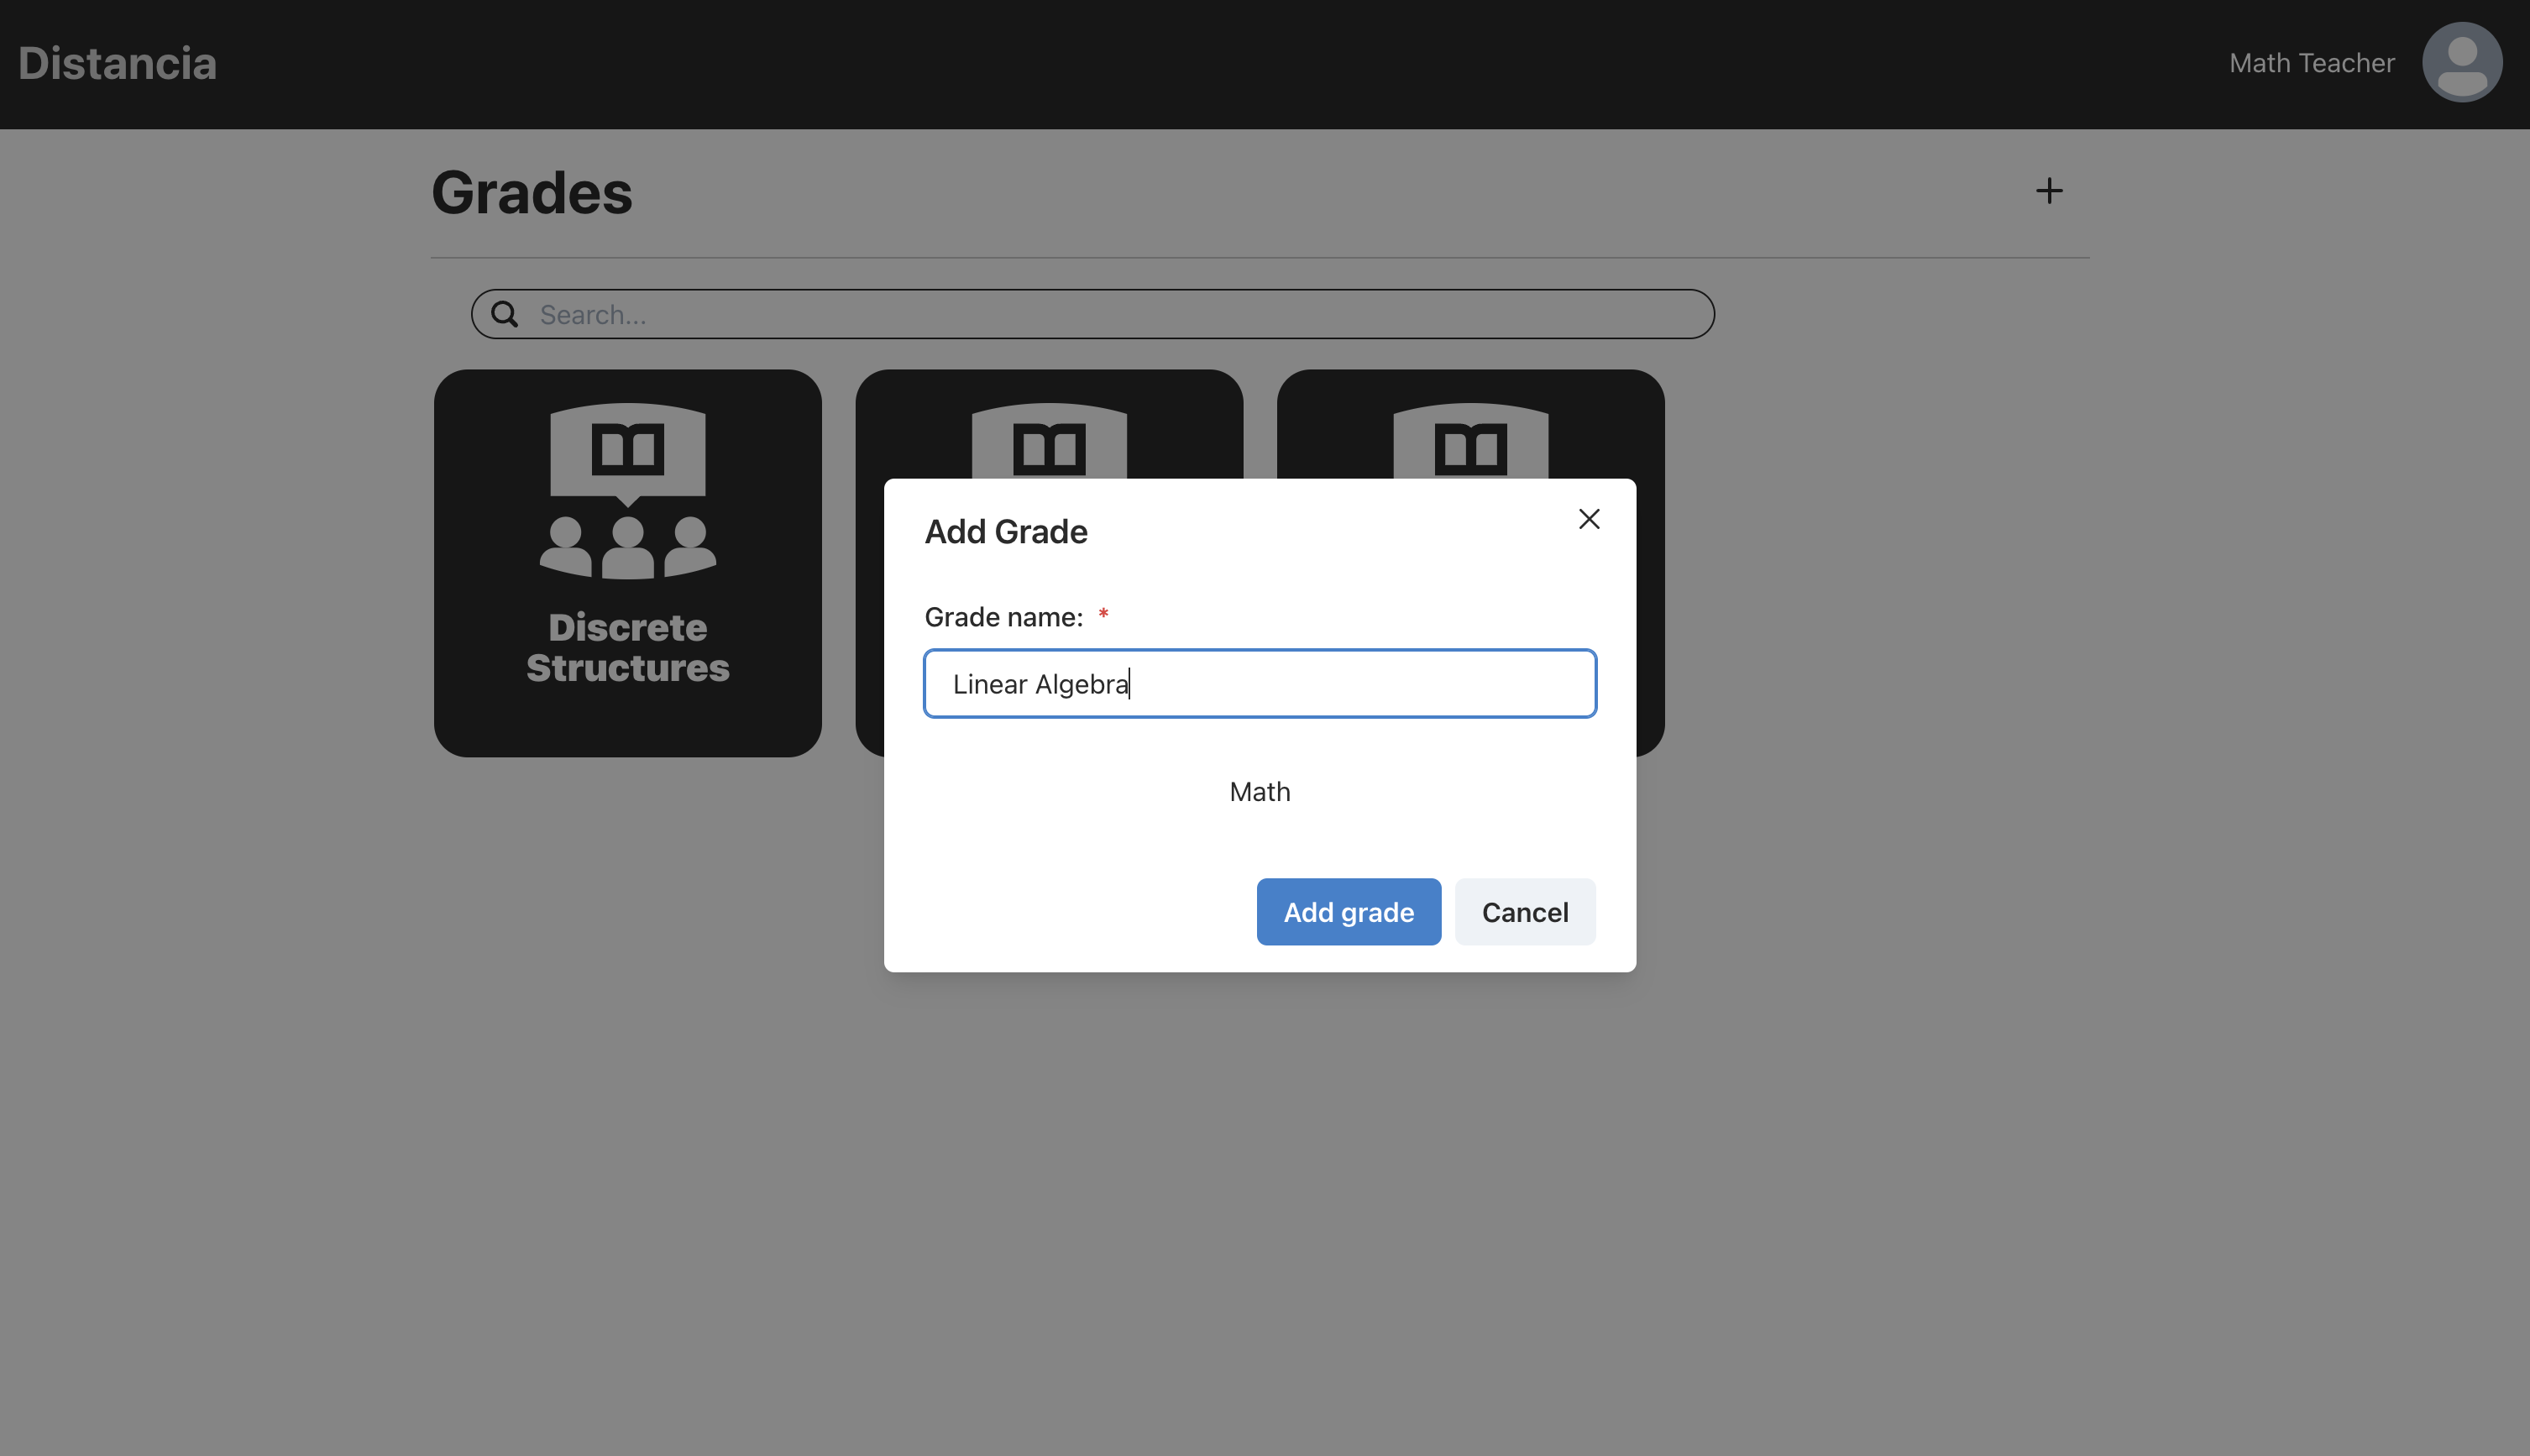 Distancia
Math Teacher
Grades
Search...
Discrete
Structures
Add Grade
Grade name: *
Linear Algebra
Math
Add grade
Cancel